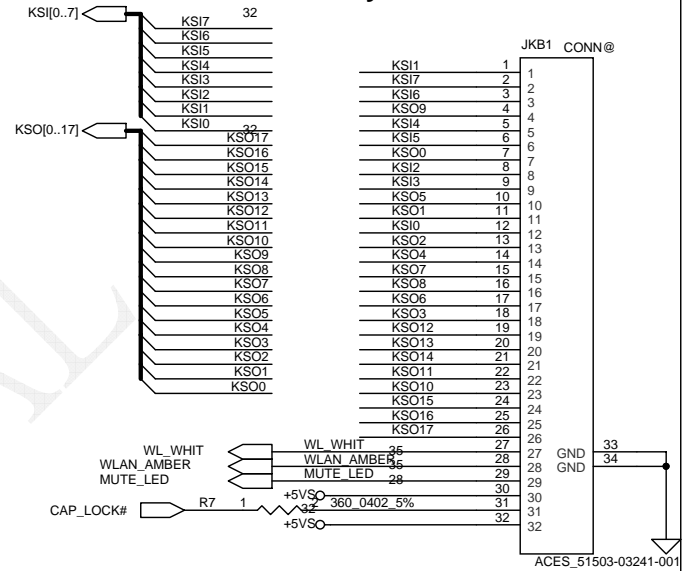 KSI[0..7] 32
KSI7
KSI6
KSI5
KSI4
KSI3
KSI2
KSI1
KSI0
KSO[0..17] 32
KSO17
KSO16
KSO15
KSO14
KSO13
KSO12
KSO11
KSO10
KSO9
KSO8
KSO7
KSO6
KSO5
KSO4
KSO3
KSO2
KSO1
KSO0
JKB1 CONN@
KSI1 1 1
KSI7 2 2
KSI6 3 3
KSO9 4 4
KSI4 5 5
KSI5 6 6
KSO0 7 7
KSI2 8 8
KSI3 9 9
KSO5 10 10
KSO1 11 11
KSI0 12 12
KSO2 13 13
KSO4 14 14
KSO7 15 15
KSO8 16 16
KSO6 17 17
KSO3 18 18
KSO12 19 19
KSO13 20 20
KSO14 21 21
KSO11 22 22
KSO10 23 23
KSO15 24 24
KSO16 25 25
KSO17 26 26
WL_WHIT WL_WHIT 35 27 27 GND 33
WLAN_AMBER WLAN_AMBER 35 28 28 GND 34
MUTE_LED MUTE_LED 28 29 29
+5VS 30 30
CAP_LOCK# R7 1 2 360_0402_5% 32 31 31
+5VS 32 32
ACES_51503-03241-001